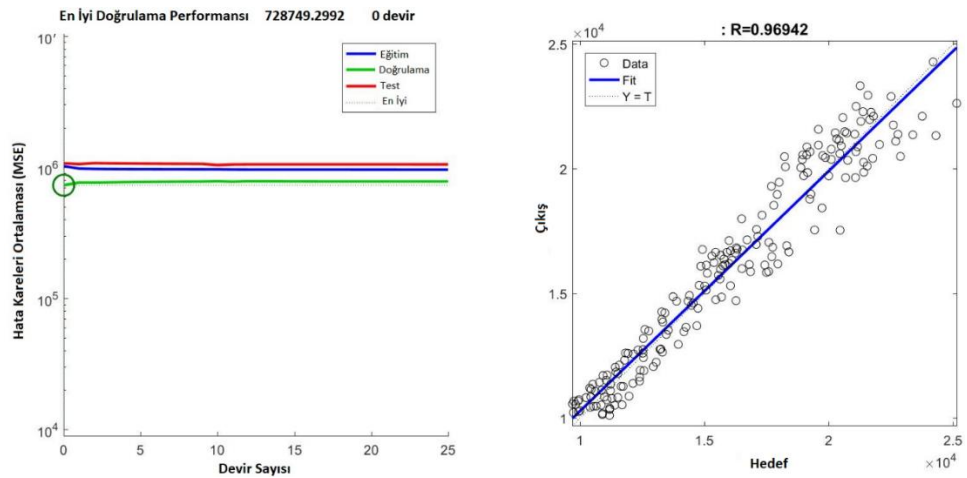 En İyi Doğrulama Performansı 728749.2992 0 devir
10⁷
10⁶
10⁵
10⁴
Hata Kareleri Ortalaması (MSE)
Eğitim
Doğrulama
Test
En İyi
0 5 10 15 20 25
Devir Sayısı
×10⁴
: R=0.96942
2.5
2
1.5
1
Çıkış
Data
Fit
Y = T
1 1.5 2 2.5
Hedef
×10⁴